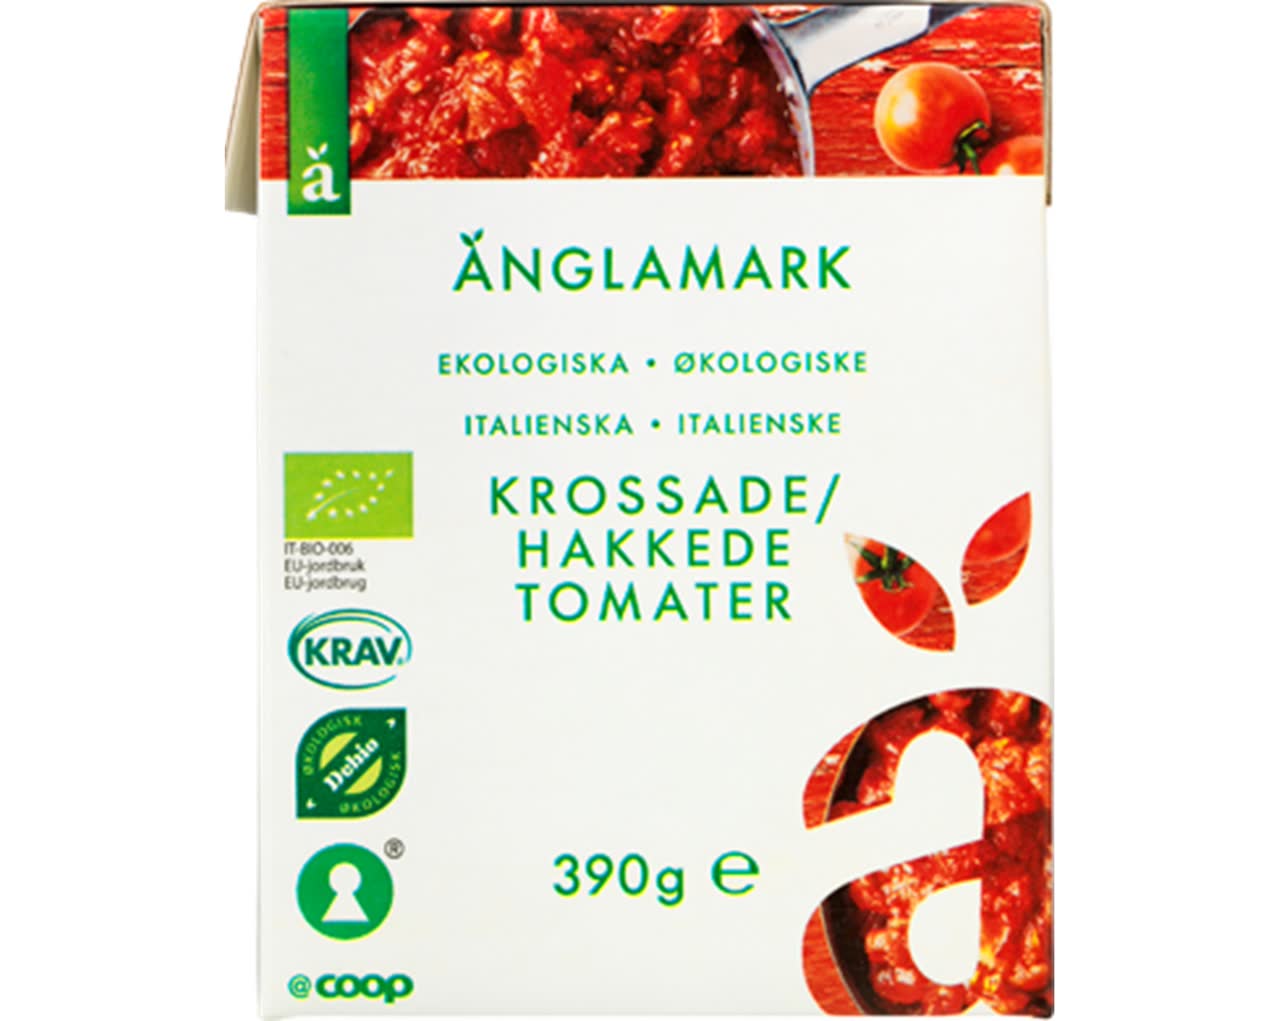 å
ÄNGLAMARK
EKOLOGISKA • ØKOLOGISKE
ITALIENSKA • ITALIENSKE
KROSSADE/
HAKKEDE
TOMATER
IT-BIO-006
EU-jordbruk
EU-jordbrug
KRAV®
ØKOLOGISK
Debio
ØKOLOGISK
®
390g e
coop
ä